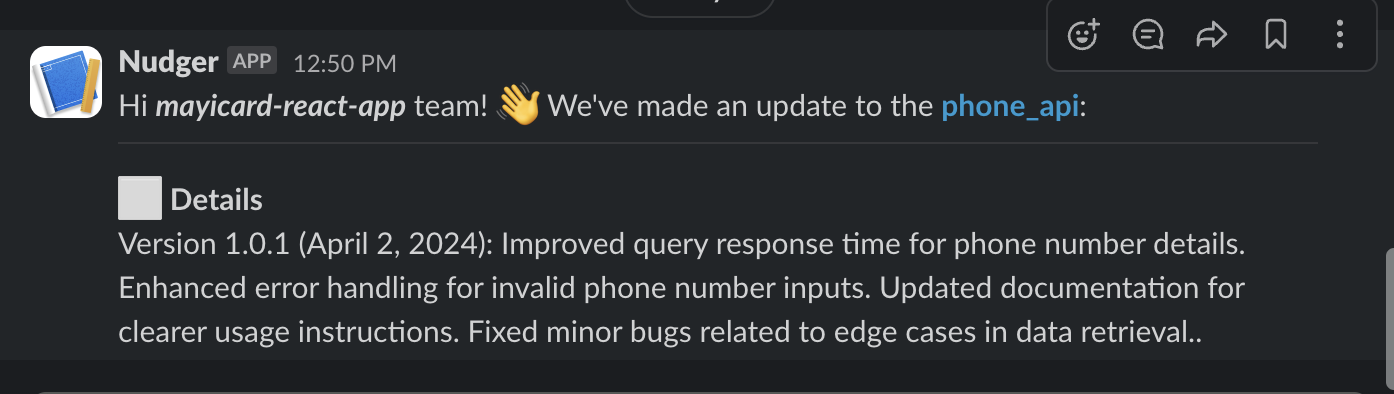 Nudger APP 12:50 PM
Hi mayicard-react-app team! 👋 We've made an update to the phone_api:
Details
Version 1.0.1 (April 2, 2024): Improved query response time for phone number details.
Enhanced error handling for invalid phone number inputs. Updated documentation for
clearer usage instructions. Fixed minor bugs related to edge cases in data retrieval..